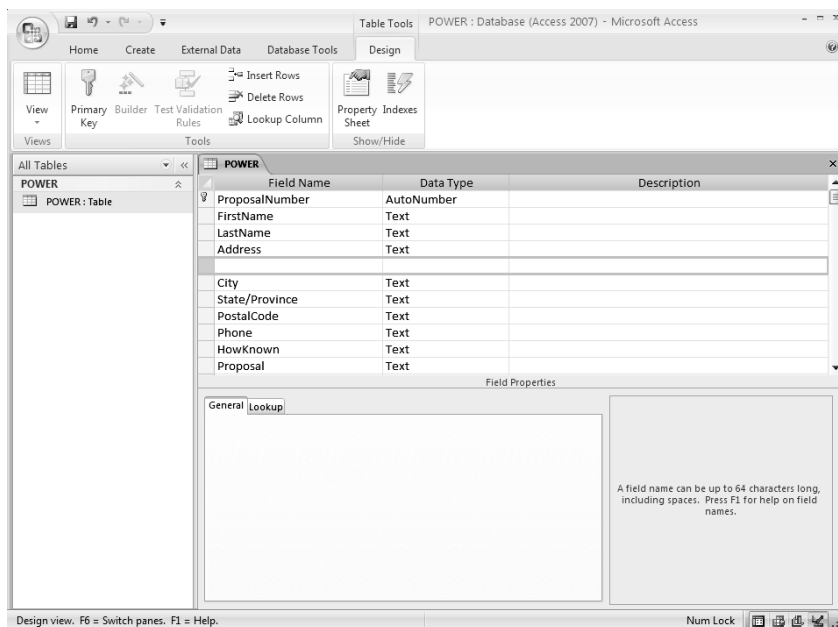 Table Tools POWER : Database (Access 2007) - Microsoft Access
Home Create External Data Database Tools Design
View
Primary Key
Builder
Test Validation Rules
Insert Rows
Delete Rows
Lookup Column
Property Sheet
Indexes
Views Tools Show/Hide
All Tables
POWER
POWER : Table
POWER
Field Name Data Type Description
ProposalNumber AutoNumber
FirstName Text
LastName Text
Address Text
City Text
State/Province Text
PostalCode Text
Phone Text
HowKnown Text
Proposal Text
Field Properties
General Lookup
A field name can be up to 64 characters long,
including spaces. Press F1 for help on field
names.
Design view. F6 = Switch panes. F1 = Help. Num Lock